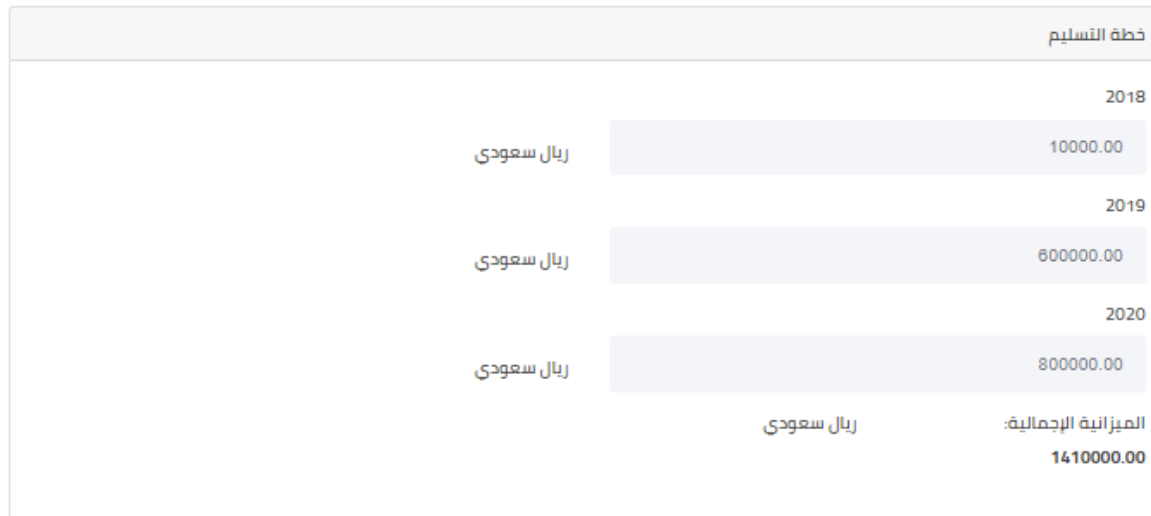 خطة التسليم
2018
10000.00 ريال سعودي
2019
600000.00 ريال سعودي
2020
800000.00 ريال سعودي
الميزانية الإجمالية: ريال سعودي
1410000.00